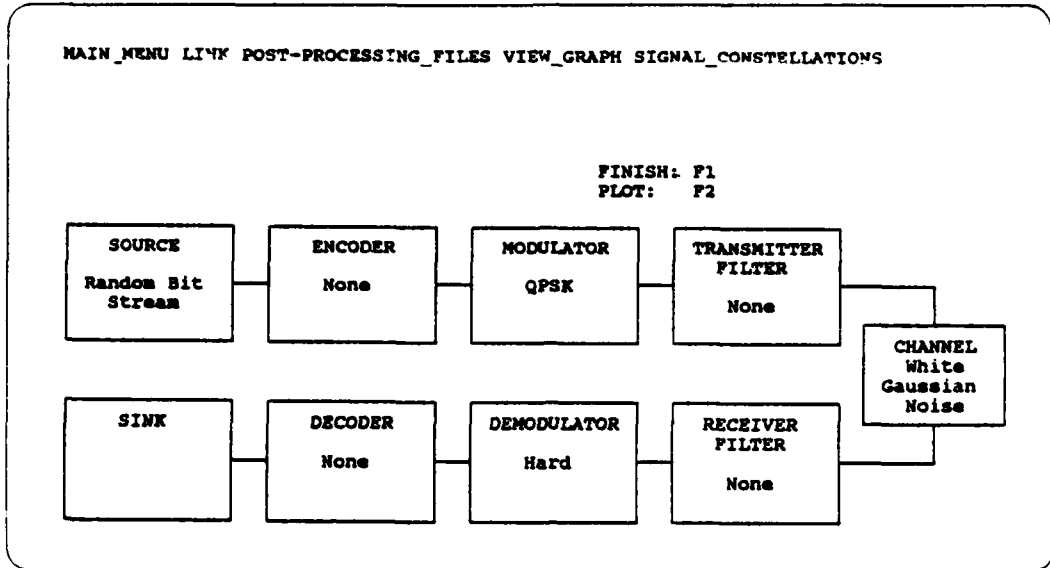 MAIN_MENU LINK POST-PROCESSING_FILES VIEW_GRAPH SIGNAL_CONSTELLATIONS
FINISH: F1
PLOT: F2
SOURCE
Random Bit
Stream
ENCODER
None
MODULATOR
QPSK
TRANSMITTER
FILTER
None
CHANNEL
White
Gaussian
Noise
SINK
DECODER
None
DEMODULATOR
Hard
RECEIVER
FILTER
None